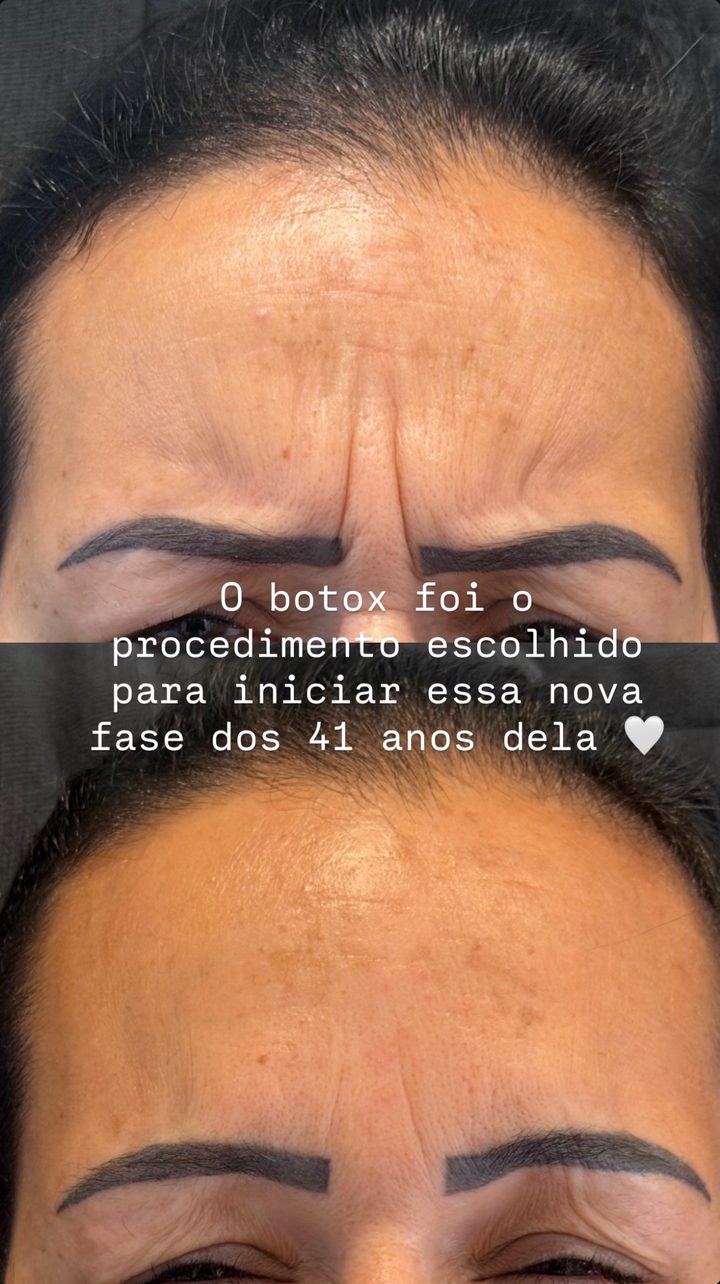 O botox foi o
procedimento escolhido
para iniciar essa nova
fase dos 41 anos dela 🤍